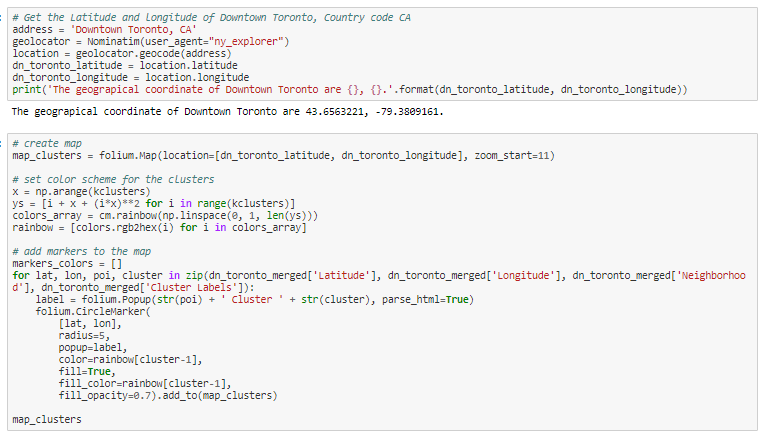 # Get the Latitude and Longitude of Downtown Toronto, Country code CA
address = 'Downtown Toronto, CA'
geolocator = Nominatim(user_agent="ny_explorer")
location = geolocator.geocode(address)
dn_toronto_latitude = location.latitude
dn_toronto_longitude = location.longitude
print('The geograpical coordinate of Downtown Toronto are {}, {}.'.format(dn_toronto_latitude, dn_toronto_longitude))
The geograpical coordinate of Downtown Toronto are 43.6563221, -79.3809161.
# create map
map_clusters = folium.Map(location=[dn_toronto_latitude, dn_toronto_longitude], zoom_start=11)
# set color scheme for the clusters
x = np.arange(kclusters)
ys = [i + x + (i*x)**2 for i in range(kclusters)]
colors_array = cm.rainbow(np.linspace(0, 1, len(ys)))
rainbow = [colors.rgb2hex(i) for i in colors_array]
# add markers to the map
markers_colors = []
for lat, lon, poi, cluster in zip(dn_toronto_merged['Latitude'], dn_toronto_merged['Longitude'], dn_toronto_merged['Neighborhoo
d'], dn_toronto_merged['Cluster Labels']):
    label = folium.Popup(str(poi) + ' Cluster ' + str(cluster), parse_html=True)
    folium.CircleMarker(
        [lat, lon],
        radius=5,
        popup=label,
        color=rainbow[cluster-1],
        fill=True,
        fill_color=rainbow[cluster-1],
        fill_opacity=0.7).add_to(map_clusters)
map_clusters